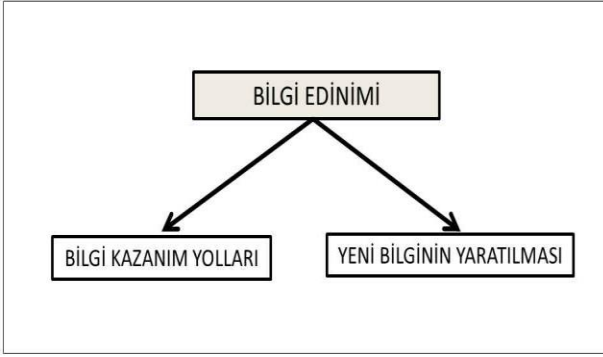 BİLGİ EDİNİMİ
BİLGİ KAZANIM YOLLARI
YENİ BİLGİNİN YARATILMASI